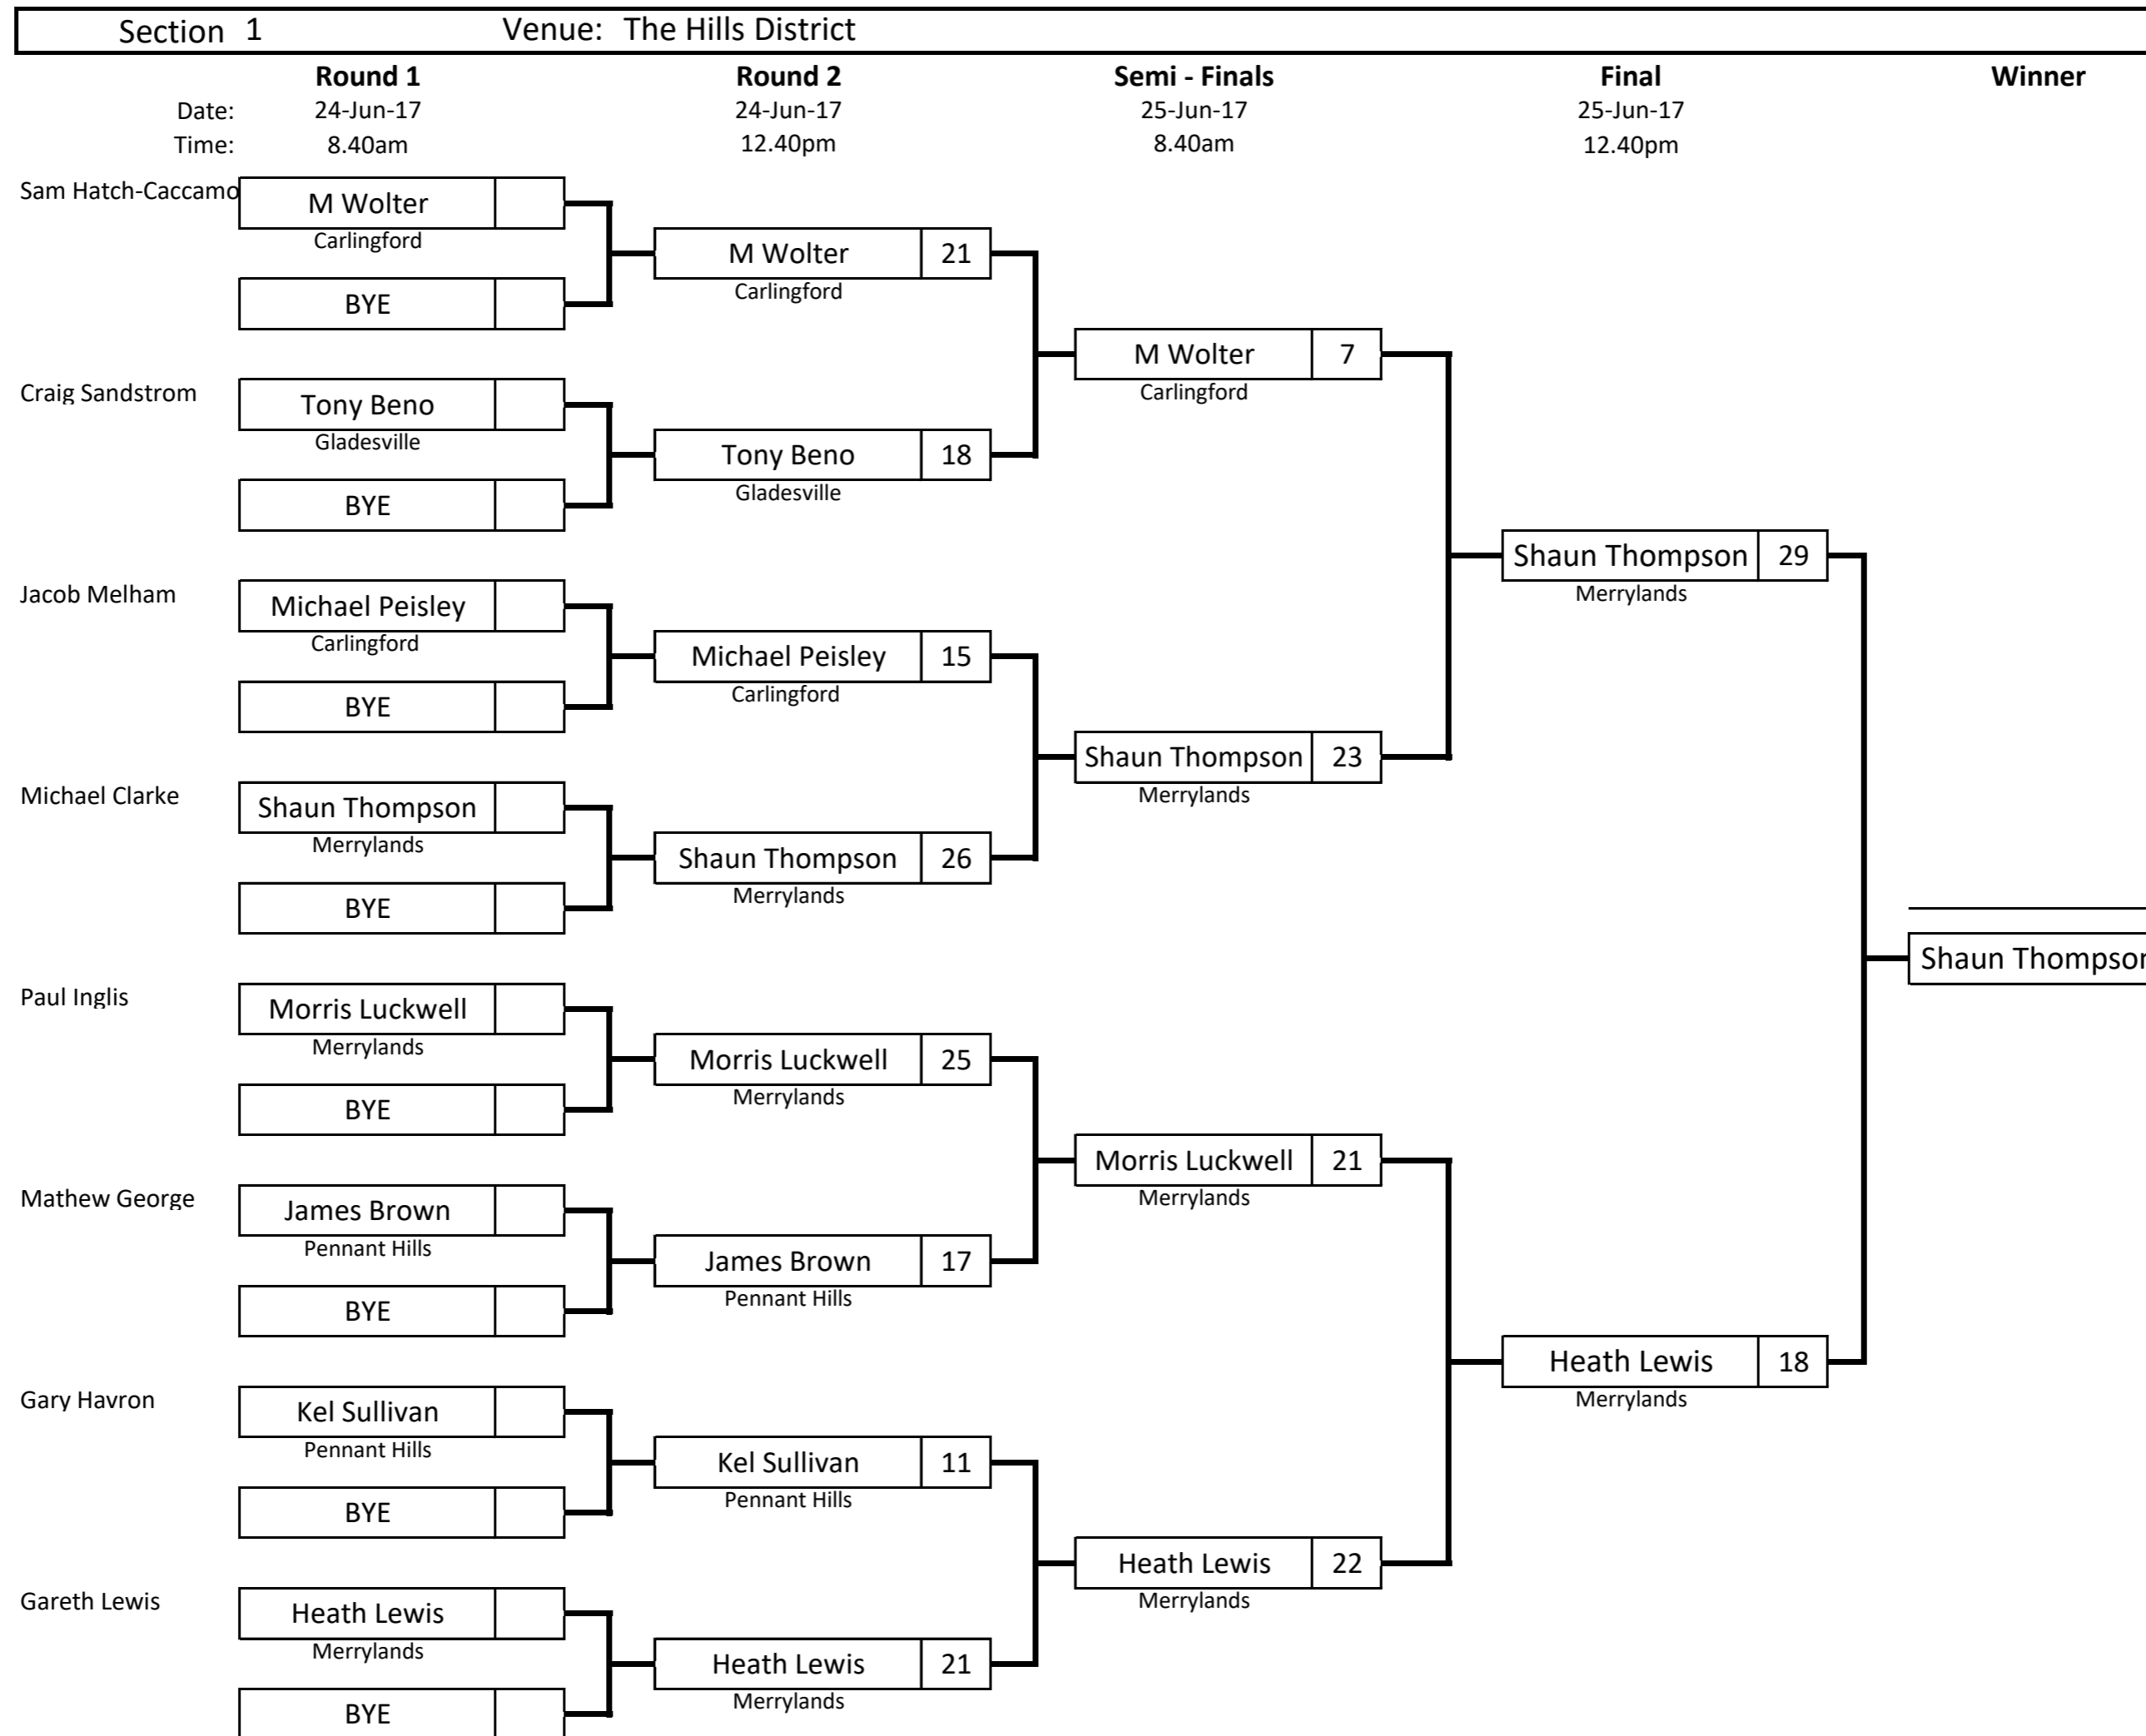 Section 1 Venue: The Hills District
Round 1 Round 2 Semi - Finals Final Winner
Date: 24-Jun-17 24-Jun-17 25-Jun-17 25-Jun-17
Time: 8.40am 12.40pm 8.40am 12.40pm
Sam Hatch-Caccamo M Wolter
Carlingford
M Wolter 21
Carlingford
BYE
M Wolter 7
Carlingford
Craig Sandstrom Tony Beno
Gladesville
Tony Beno 18
Gladesville
BYE
Shaun Thompson 29
Merrylands
Jacob Melham Michael Peisley
Carlingford
Michael Peisley 15
Carlingford
BYE
Shaun Thompson 23
Merrylands
Michael Clarke Shaun Thompson
Merrylands
Shaun Thompson 26
Merrylands
BYE
Shaun Thompson
Paul Inglis Morris Luckwell
Merrylands
Morris Luckwell 25
Merrylands
BYE
Morris Luckwell 21
Merrylands
Mathew George James Brown
Pennant Hills
James Brown 17
Pennant Hills
BYE
Heath Lewis 18
Merrylands
Gary Havron Kel Sullivan
Pennant Hills
Kel Sullivan 11
Pennant Hills
BYE
Heath Lewis 22
Merrylands
Gareth Lewis Heath Lewis
Merrylands
Heath Lewis 21
Merrylands
BYE